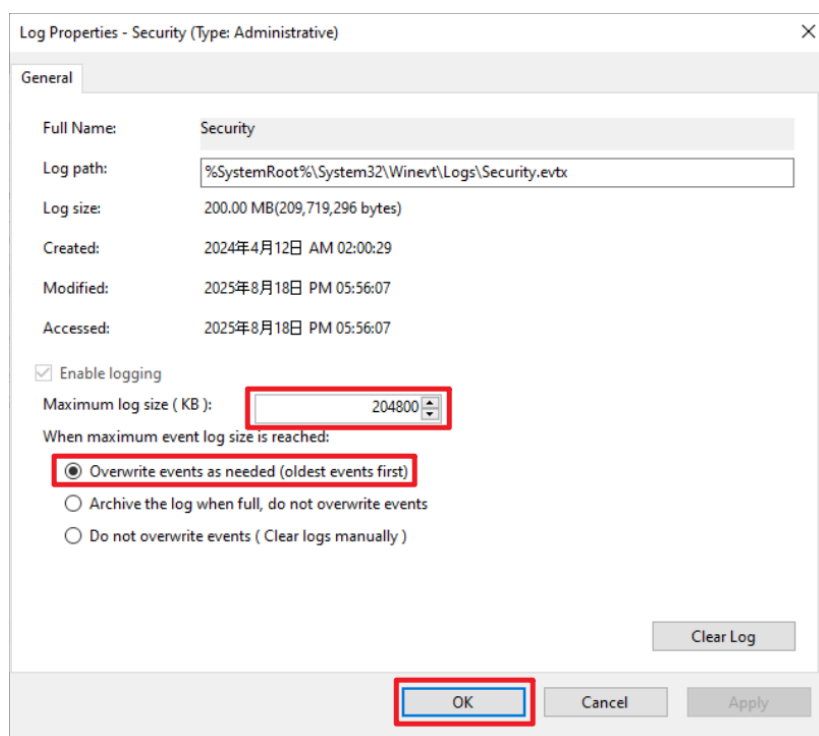 Log Properties - Security (Type: Administrative)
General
Full Name: Security
Log path: %SystemRoot%\System32\Winevt\Logs\Security.evtx
Log size: 200.00 MB(209,719,296 bytes)
Created: 2024年4月12日 AM 02:00:29
Modified: 2025年8月18日 PM 05:56:07
Accessed: 2025年8月18日 PM 05:56:07
Enable logging
Maximum log size ( KB ): 204800
When maximum event log size is reached:
Overwrite events as needed (oldest events first)
Archive the log when full, do not overwrite events
Do not overwrite events ( Clear logs manually )
Clear Log
OK Cancel Apply